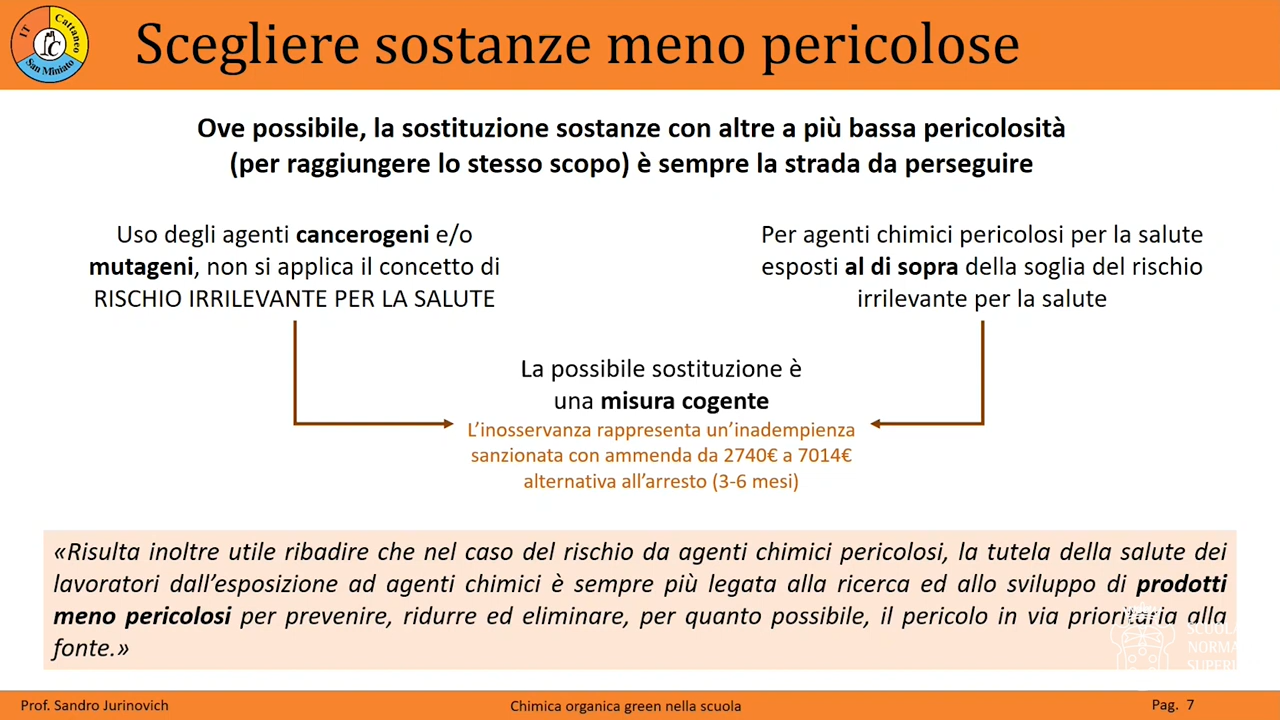 IT
Cattaneo
San Miniato
Scegliere sostanze meno pericolose
Ove possibile, la sostituzione sostanze con altre a più bassa pericolosità
(per raggiungere lo stesso scopo) è sempre la strada da perseguire
Uso degli agenti cancerogeni e/o
mutageni, non si applica il concetto di
RISCHIO IRRILEVANTE PER LA SALUTE
Per agenti chimici pericolosi per la salute
esposti al di sopra della soglia del rischio
irrilevante per la salute
La possibile sostituzione è
una misura cogente
L'inosservanza rappresenta un'inadempienza
sanzionata con ammenda da 2740€ a 7014€
alternativa all'arresto (3-6 mesi)
«Risulta inoltre utile ribadire che nel caso del rischio da agenti chimici pericolosi, la tutela della salute dei
lavoratori dall'esposizione ad agenti chimici è sempre più legata alla ricerca ed allo sviluppo di prodotti
meno pericolosi per prevenire, ridurre ed eliminare, per quanto possibile, il pericolo in via prioritaria alla
fonte.»
SCUOLA
NORMA
SUPERI
Prof. Sandro Jurinovich
Chimica organica green nella scuola
Pag. 7